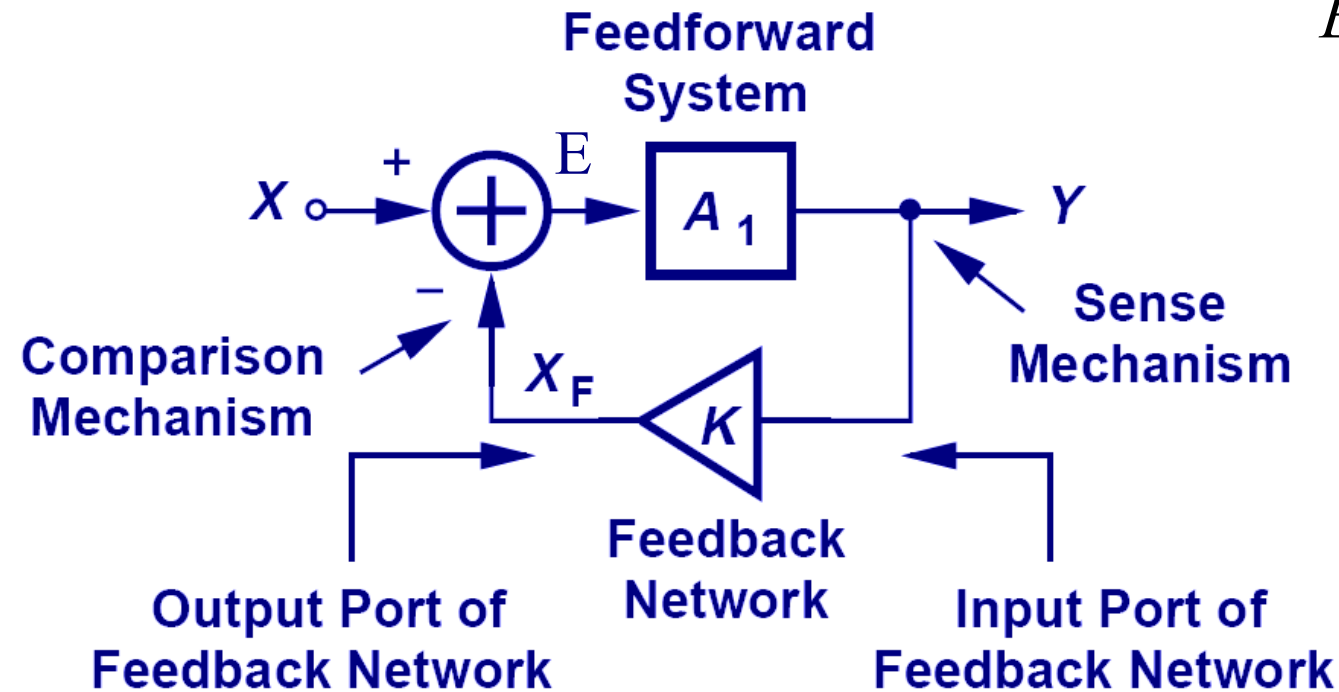 Feedforward
System
+
E
X
A 1
Y
–
Sense
Mechanism
Comparison
Mechanism
X F
K
Feedback
Network
Output Port of
Feedback Network
Input Port of
Feedback Network